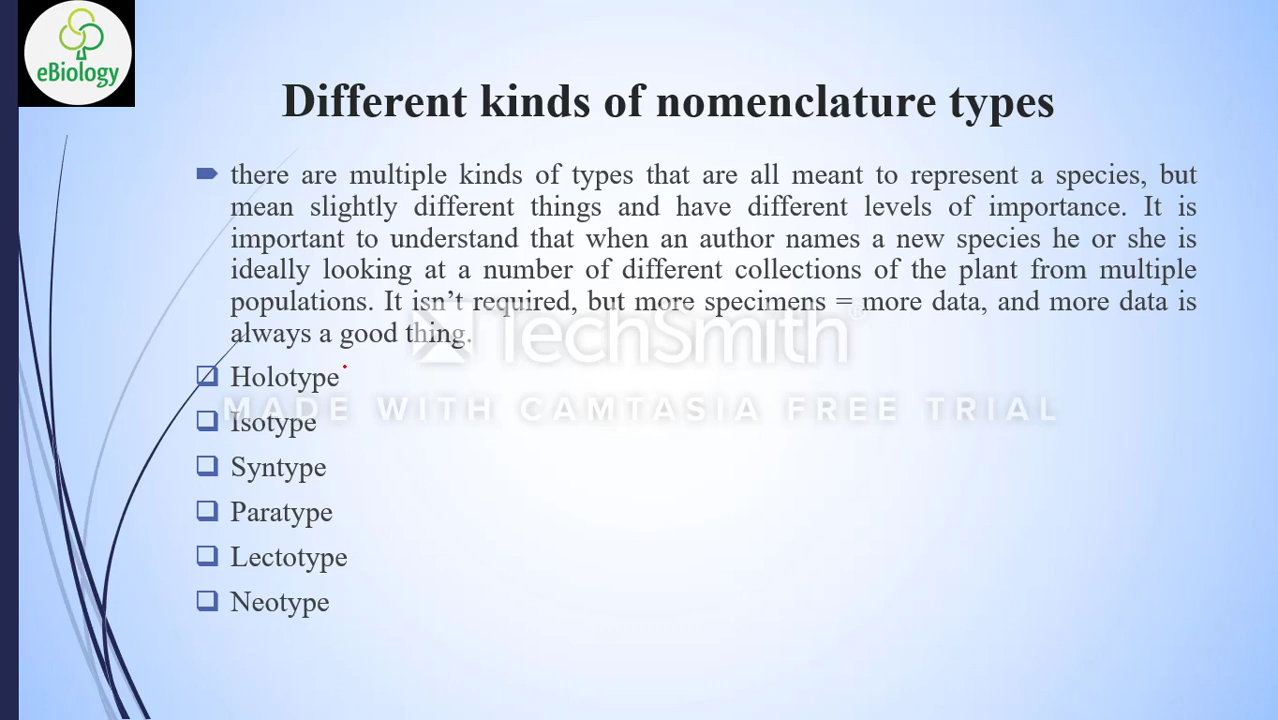 eBiology
Different kinds of nomenclature types
there are multiple kinds of types that are all meant to represent a species, but
mean slightly different things and have different levels of importance. It is
important to understand that when an author names a new species he or she is
ideally looking at a number of different collections of the plant from multiple
populations. It isn’t required, but more specimens = more data, and more data is
always a good thing.
TechSmith®
Holotype
MADE WITH CAMTASIA FREE TRIAL
Isotype
Syntype
Paratype
Lectotype
Neotype